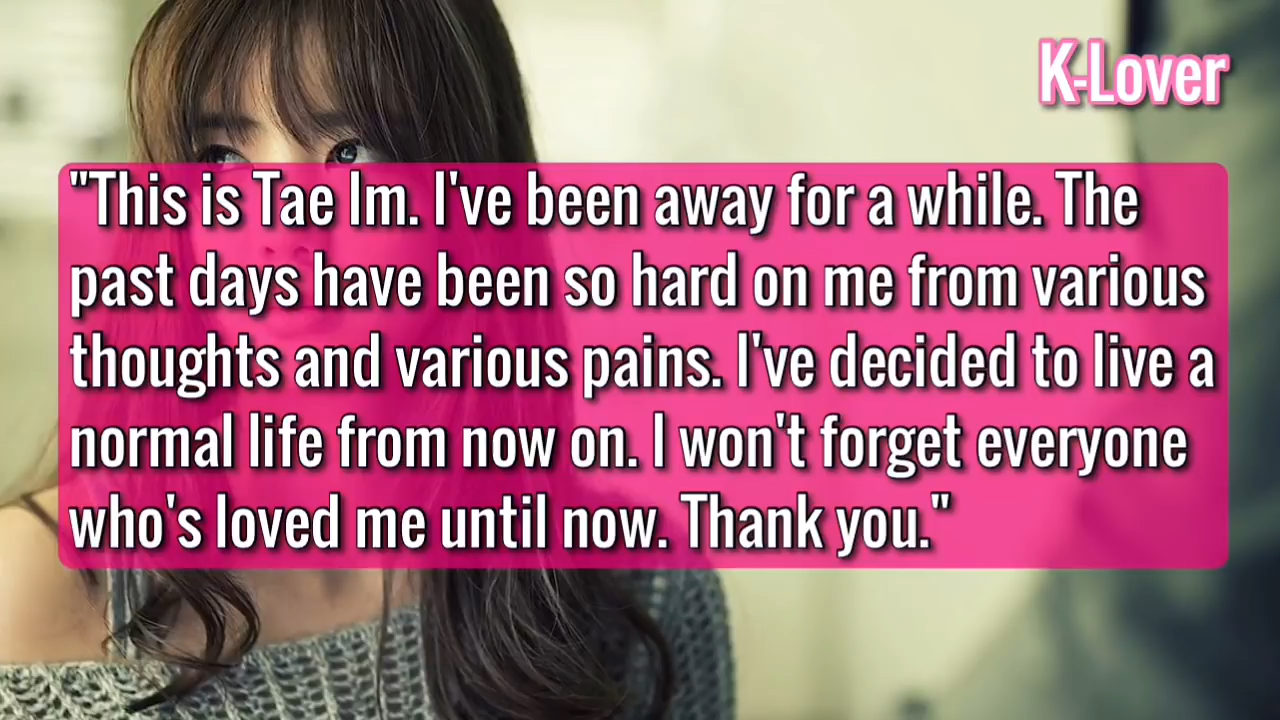 K-Lover
"This is Tae Im. I've been away for a while. The
past days have been so hard on me from various
thoughts and various pains. I've decided to live a
normal life from now on. I won't forget everyone
who's loved me until now. Thank you."